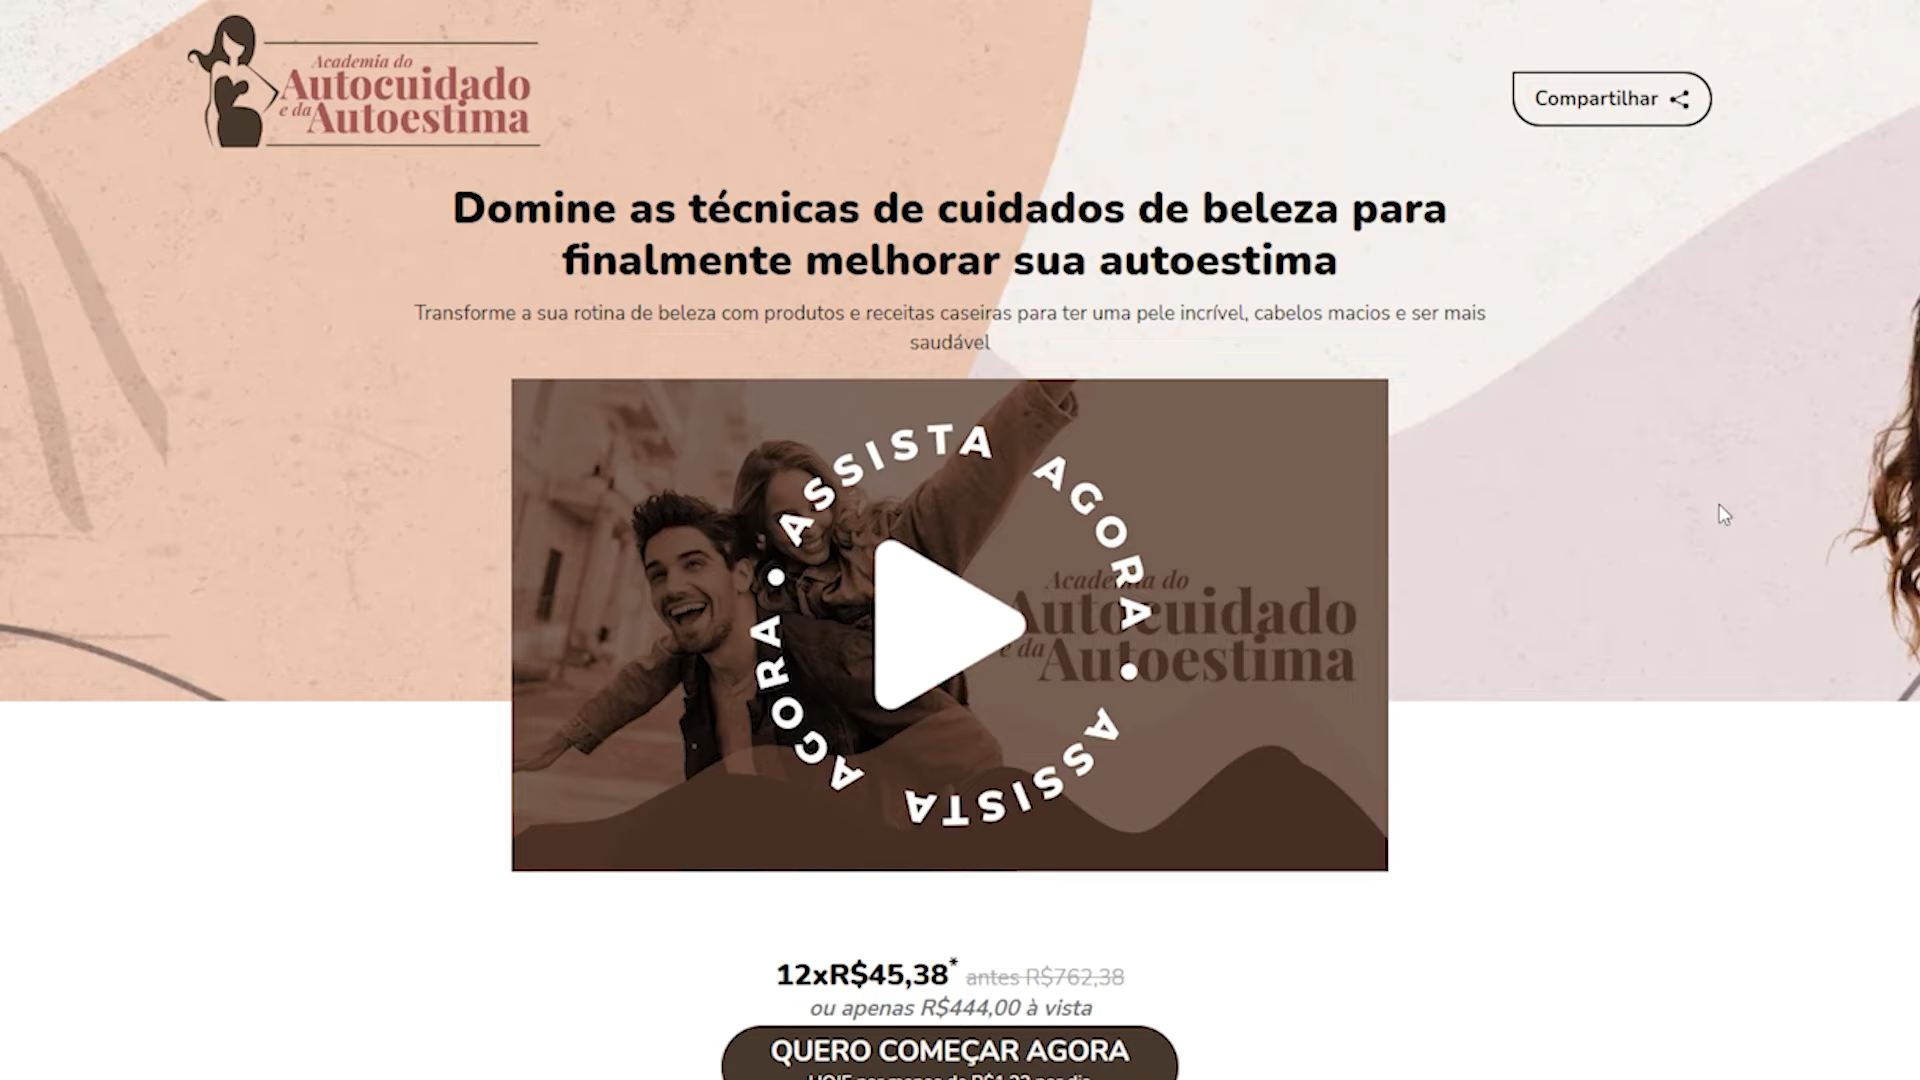 Academia do
Autocuidado
e da Autoestima
Compartilhar
Domine as técnicas de cuidados de beleza para
finalmente melhorar sua autoestima
Transforme a sua rotina de beleza com produtos e receitas caseiras para ter uma pele incrível, cabelos macios e ser mais
saudável
ASSISTA AGORA • ASSISTA AGORA •
Academia do
Autocuidado
e da Autoestima
12xR$45,38* antes R$762,38
ou apenas R$444,00 à vista
QUERO COMEÇAR AGORA